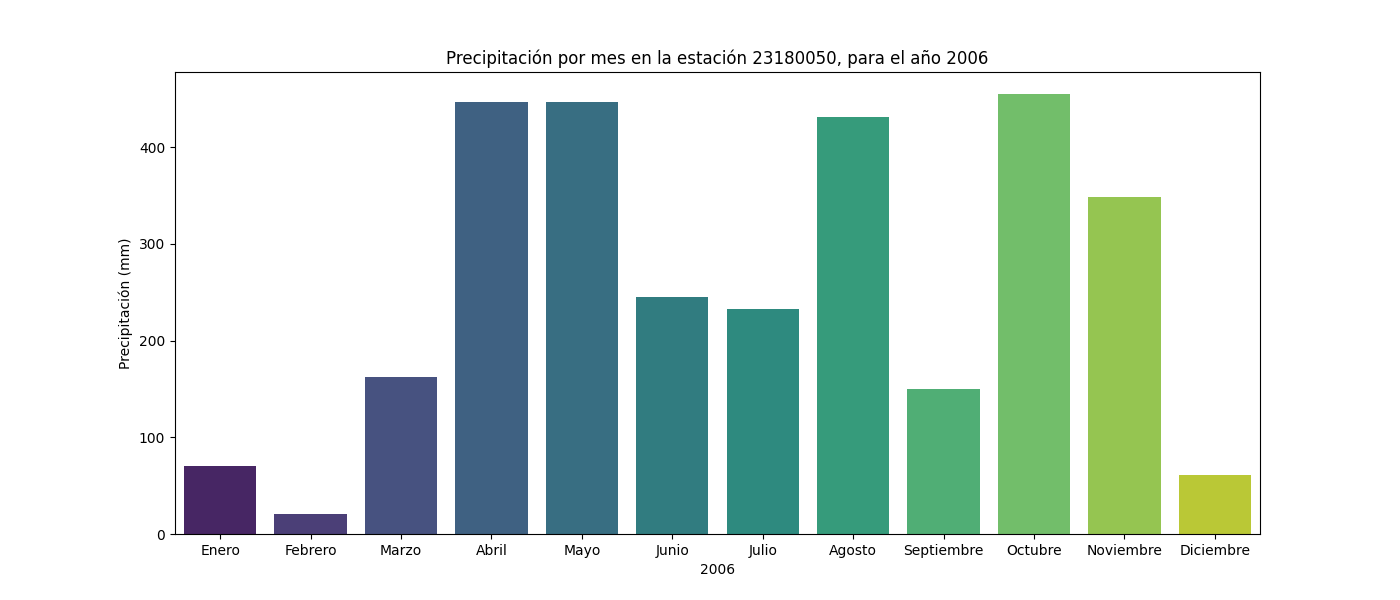 Precipitación por mes en la estación 23180050, para el año 2006
Precipitación (mm)
400
300
200
100
0
Enero Febrero Marzo Abril Mayo Junio Julio Agosto Septiembre Octubre Noviembre Diciembre
2006